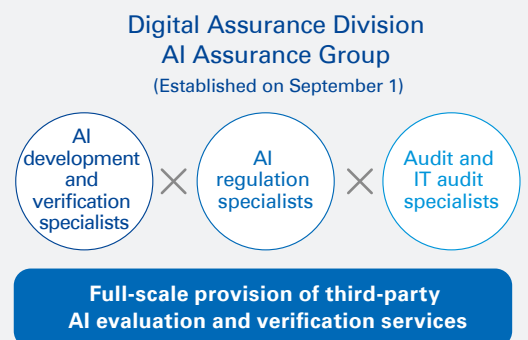 Digital Assurance Division
AI Assurance Group
(Established on September 1)
AI
development
and
verification
specialists
AI
regulation
specialists
Audit and
IT audit
specialists
Full-scale provision of third-party
AI evaluation and verification services